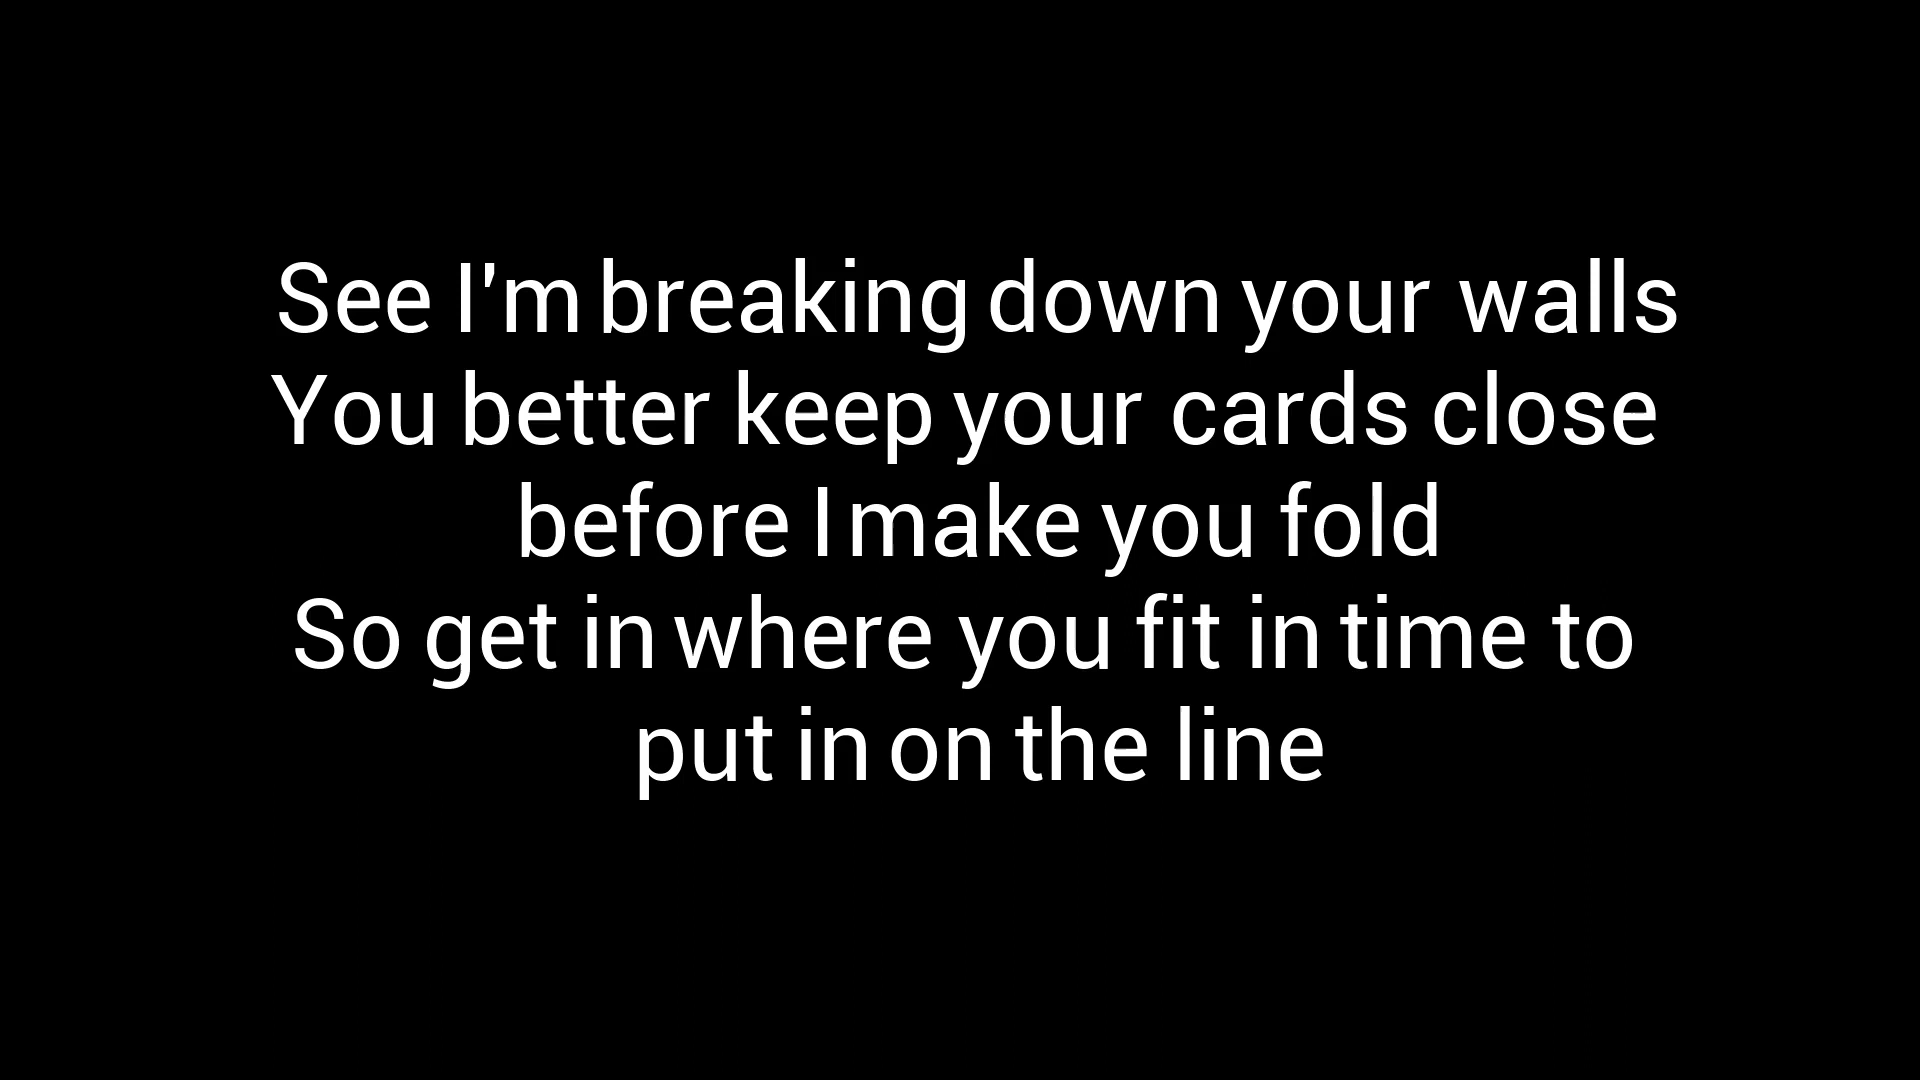 See I'm breaking down your walls
You better keep your cards close
before I make you fold
So get in where you fit in time to
put in on the line